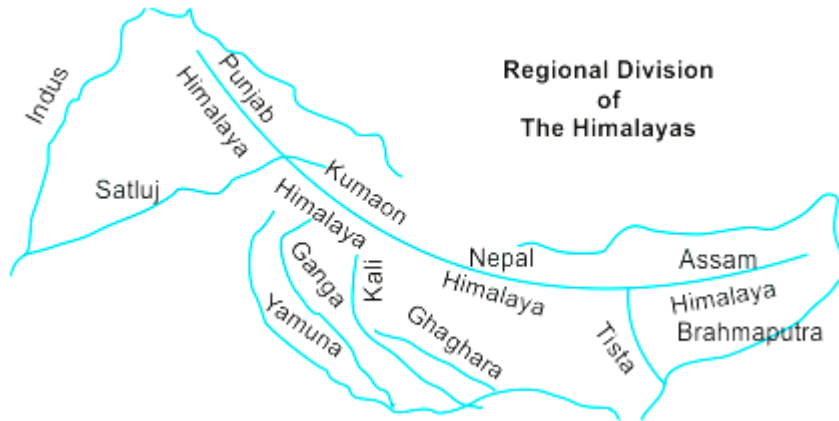 Regional Division
of
The Himalayas
Indus
Punjab
Himalaya
Satluj
Kumaon
Himalaya
Ganga
Yamuna
Kali
Ghaghara
Nepal
Himalaya
Tista
Assam
Himalaya
Brahmaputra